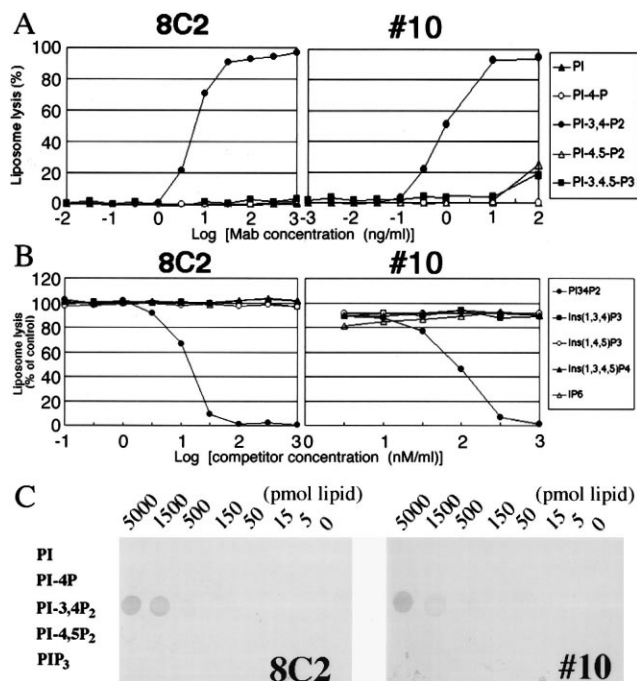 A
8C2
#10
Liposome lysis (%)
100
80
60
40
20
0
-2
-1
0
1
2
3
-3
-2
-1
0
1
2
Log [Mab concentration (ng/ml)]
PI
PI-4-P
PI-3,4-P2
PI-4.5-P2
PI-3.4.5-P3
B
8C2
#10
Liposome lysis
(% of control)
120
100
80
60
40
20
0
-1
0
1
2
3
0
1
2
3
Log [competitor concentration (nM/ml)]
PI34P2
Ins(1,3,4)P3
Ins(1,4,5)P3
Ins(1,3,4,5)P4
IP6
C
(pmol lipid)
(pmol lipid)
5000 1500 500 150 50 15 5 0
5000 1500 500 150 50 15 5 0
PI
PI-4P
PI-3,4P2
PI-4,5P2
PIP3
8C2
#10